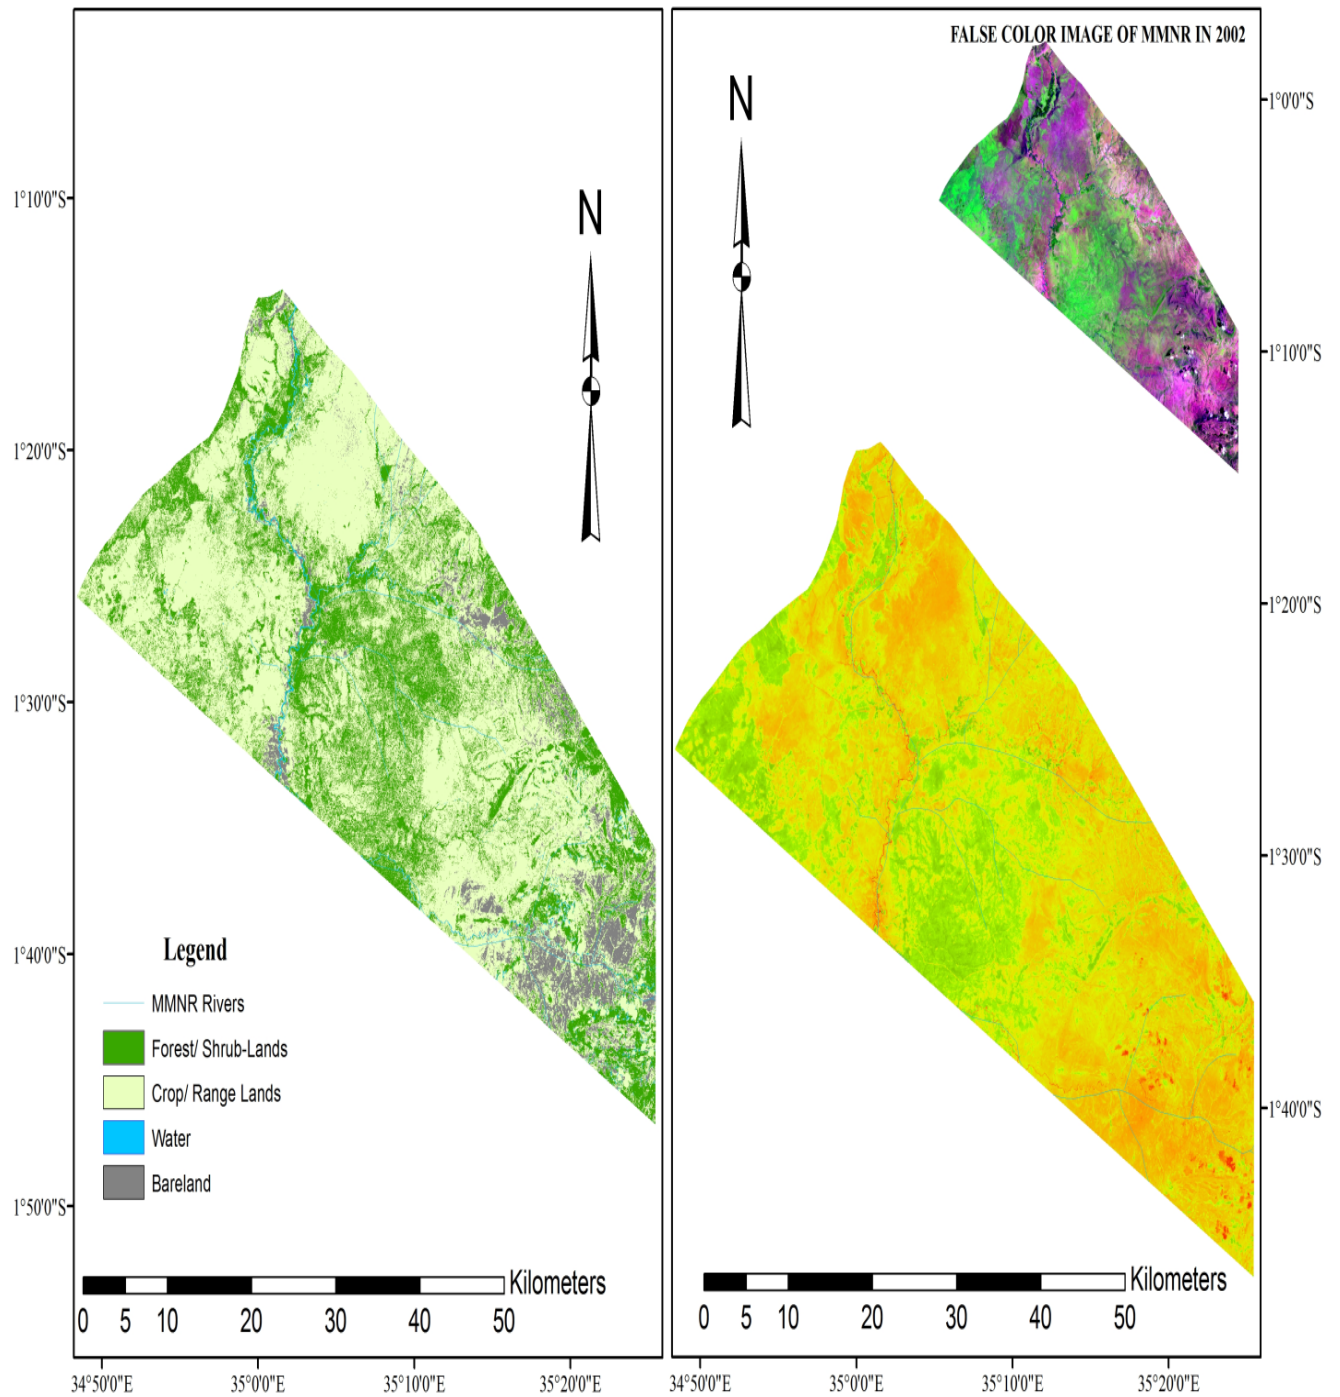 FALSE COLOR IMAGE OF MMNR IN 2002
N
N
1°10'0"S
1°20'0"S
1°30'0"S
1°40'0"S
1°50'0"S
1°0'0"S
1°10'0"S
1°20'0"S
1°30'0"S
1°40'0"S
Legend
MMNR Rivers
Forest/ Shrub-Lands
Crop/ Range Lands
Water
Bareland
Kilometers
0 5 10 20 30 40 50
Kilometers
0 5 10 20 30 40 50
34°50'0"E 35°0'0"E 35°10'0"E 35°20'0"E
34°50'0"E 35°0'0"E 35°10'0"E 35°20'0"E